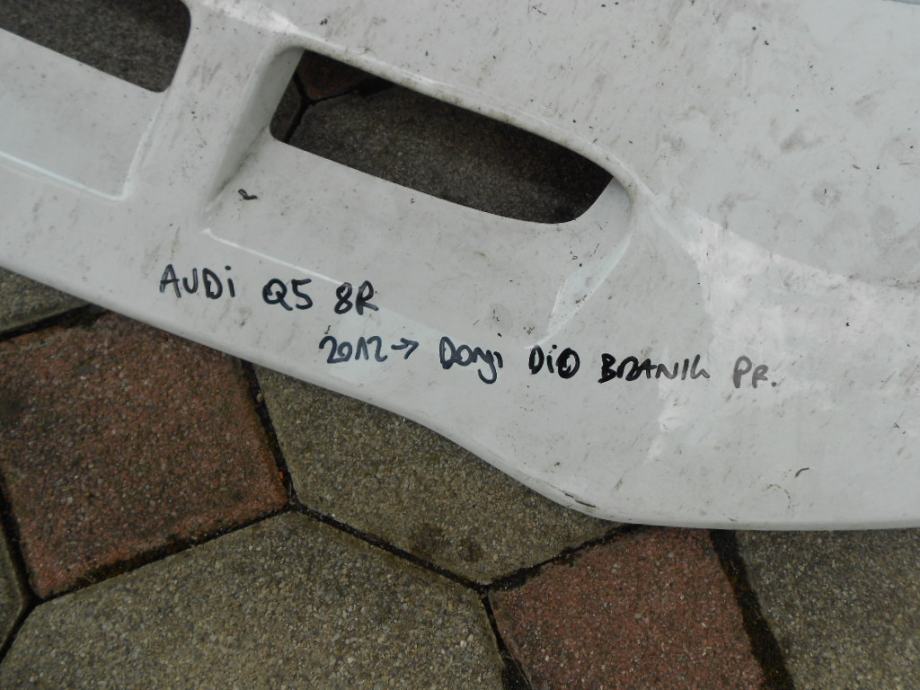 AUDi Q5 8R
2012→ Donji DiO BRANIK PR.